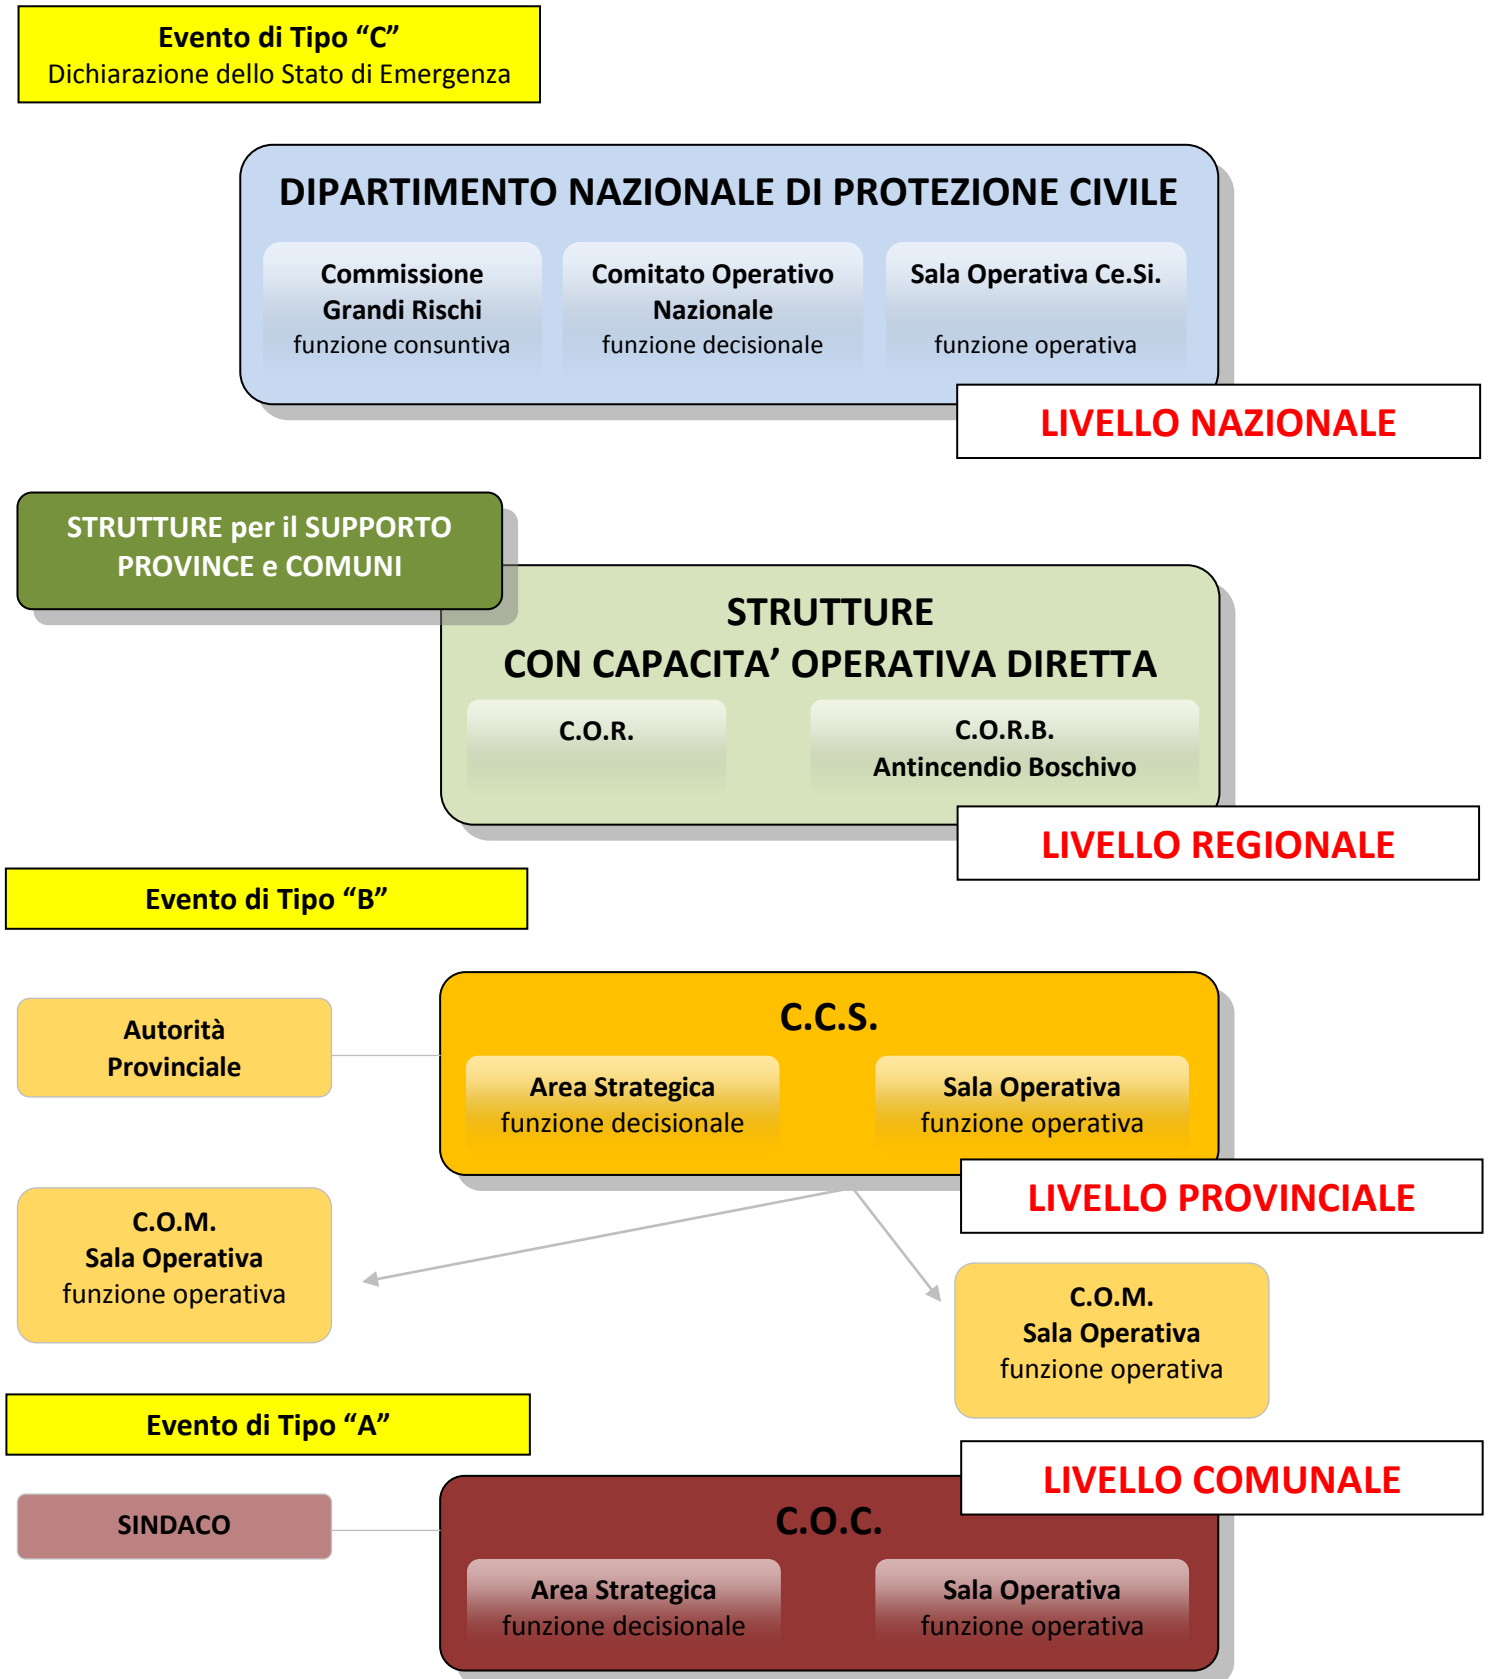 Evento di Tipo “C”
Dichiarazione dello Stato di Emergenza
DIPARTIMENTO NAZIONALE DI PROTEZIONE CIVILE
Commissione
Grandi Rischi
funzione consuntiva
Comitato Operativo
Nazionale
funzione decisionale
Sala Operativa Ce.Si.
funzione operativa
LIVELLO NAZIONALE
STRUTTURE per il SUPPORTO
PROVINCE e COMUNI
STRUTTURE
CON CAPACITA’ OPERATIVA DIRETTA
C.O.R.
C.O.R.B.
Antincendio Boschivo
LIVELLO REGIONALE
Evento di Tipo “B”
Autorità
Provinciale
C.C.S.
Area Strategica
funzione decisionale
Sala Operativa
funzione operativa
LIVELLO PROVINCIALE
C.O.M.
Sala Operativa
funzione operativa
C.O.M.
Sala Operativa
funzione operativa
Evento di Tipo “A”
LIVELLO COMUNALE
SINDACO
C.O.C.
Area Strategica
funzione decisionale
Sala Operativa
funzione operativa